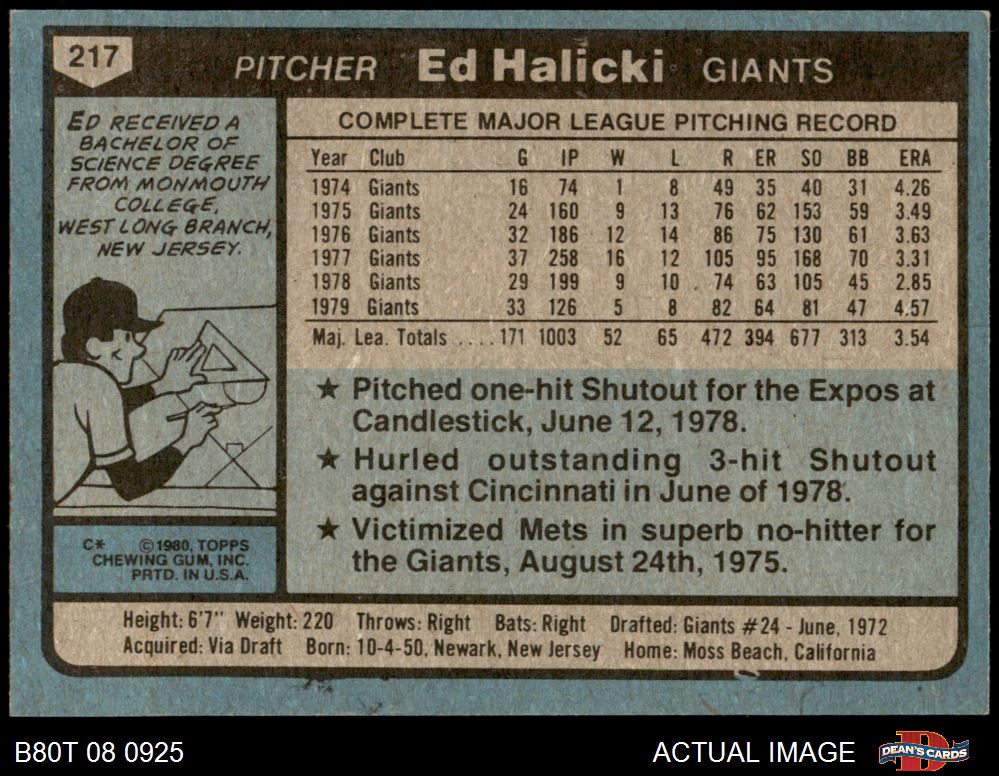 217
PITCHER Ed Halicki GIANTS
ED RECEIVED A
BACHELOR OF
SCIENCE DEGREE
FROM MONMOUTH
COLLEGE,
WEST LONG BRANCH,
NEW JERSEY.
COMPLETE MAJOR LEAGUE PITCHING RECORD
Year Club G IP W L R ER SO BB ERA
1974 Giants 16 74 1 8 49 35 40 31 4.26
1975 Giants 24 160 9 13 76 62 153 59 3.49
1976 Giants 32 186 12 14 86 75 130 61 3.63
1977 Giants 37 258 16 12 105 95 168 70 3.31
1978 Giants 29 199 9 10 74 63 105 45 2.85
1979 Giants 33 126 5 8 82 64 81 47 4.57
Maj. Lea. Totals .... 171 1003 52 65 472 394 677 313 3.54
★ Pitched one-hit Shutout for the Expos at
Candlestick, June 12, 1978.
★ Hurled outstanding 3-hit Shutout
against Cincinnati in June of 1978.
★ Victimized Mets in superb no-hitter for
the Giants, August 24th, 1975.
C* ©1980, TOPPS
CHEWING GUM, INC.
PRTD. IN U.S.A.
Height: 6'7" Weight: 220 Throws: Right Bats: Right Drafted: Giants #24 - June, 1972
Acquired: Via Draft Born: 10-4-50, Newark, New Jersey Home: Moss Beach, California
B80T 08 0925 ACTUAL IMAGE DEAN'S CARDS